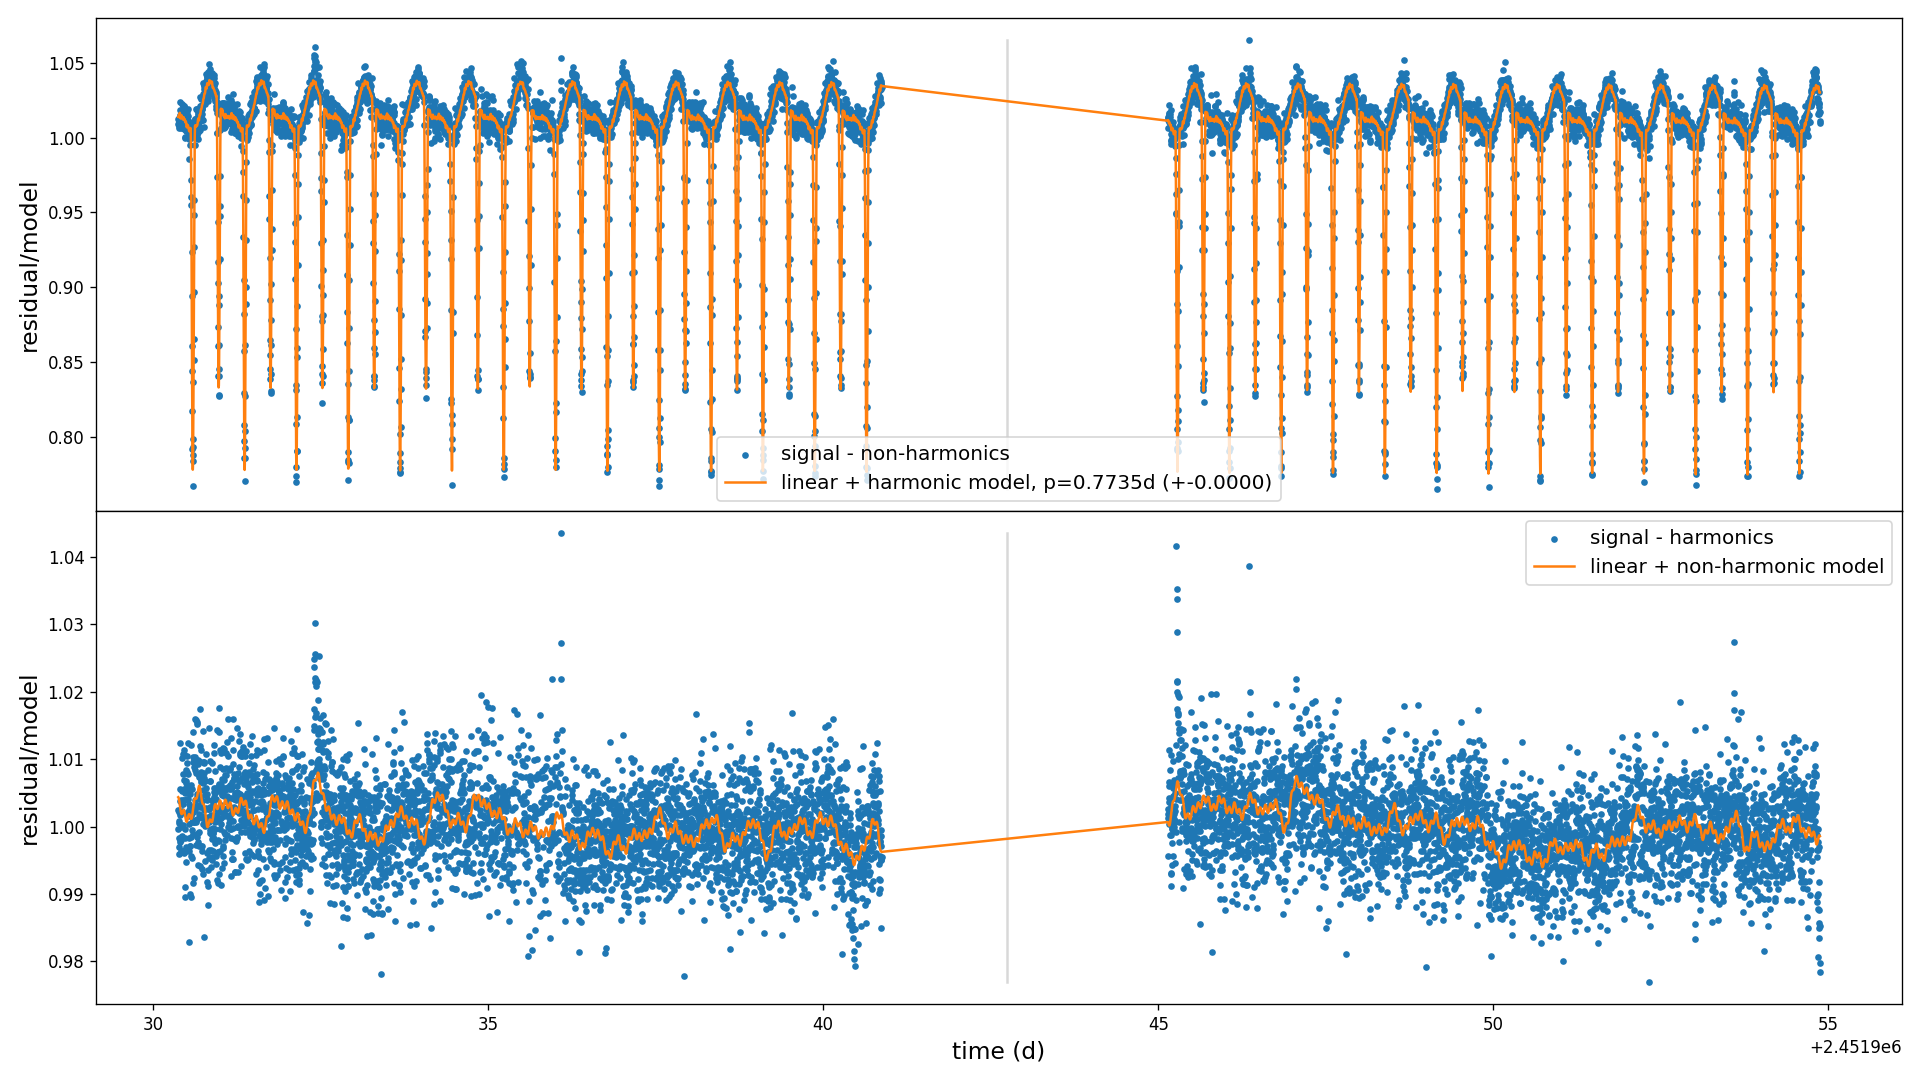 residual/model
1.05
1.00
0.95
0.90
0.85
0.80
signal - non-harmonics
linear + harmonic model, p=0.7735d (+-0.0000)
residual/model
1.04
1.03
1.02
1.01
1.00
0.99
0.98
signal - harmonics
linear + non-harmonic model
30
35
40
45
50
55
time (d)
+2.4519e6